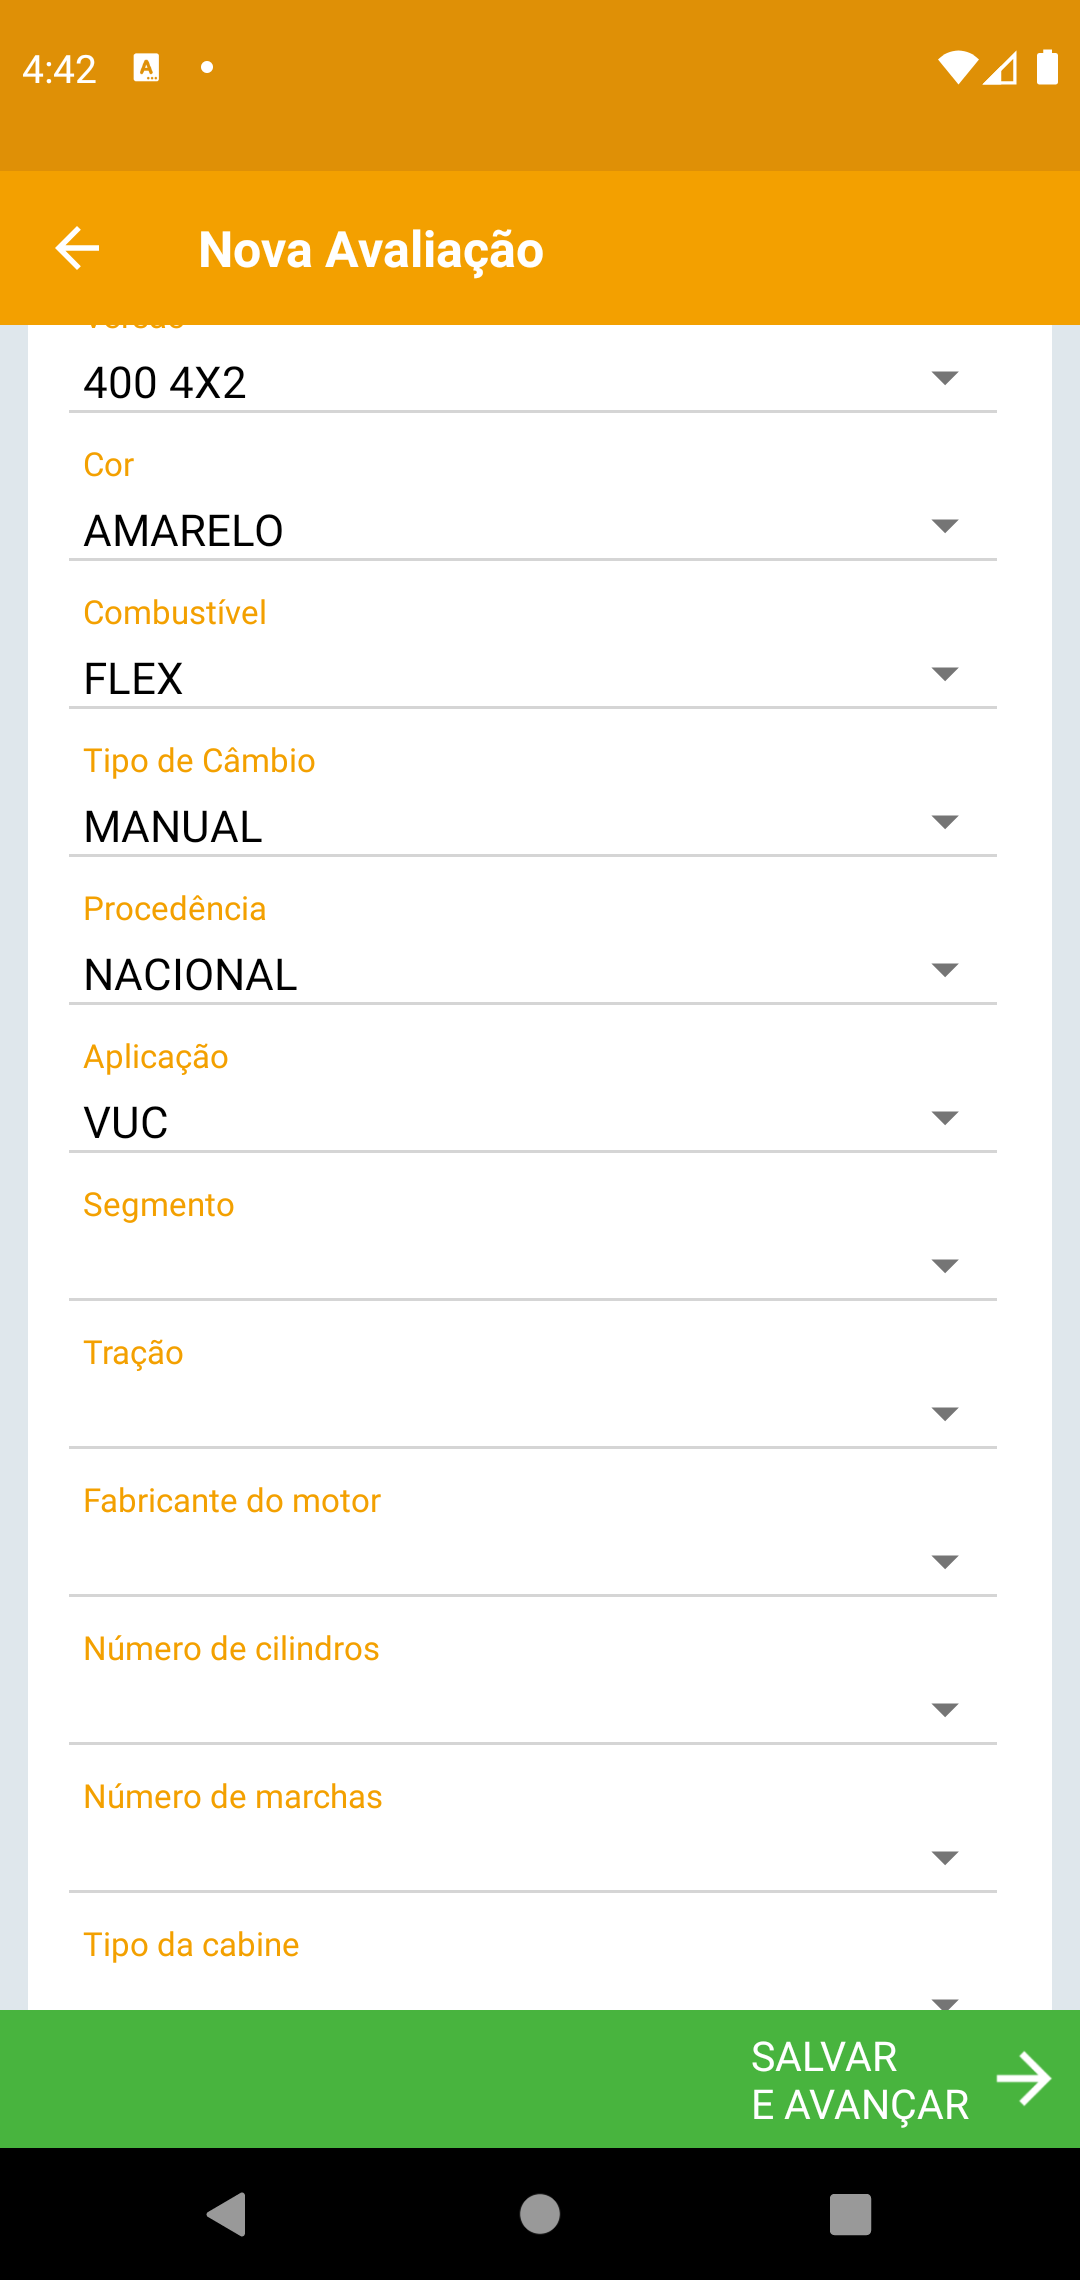 4:42
Nova Avaliação
400 4X2
Cor
AMARELO
Combustível
FLEX
Tipo de Câmbio
MANUAL
Procedência
NACIONAL
Aplicação
VUC
Segmento
Tração
Fabricante do motor
Número de cilindros
Número de marchas
Tipo da cabine
SALVAR
E AVANÇAR